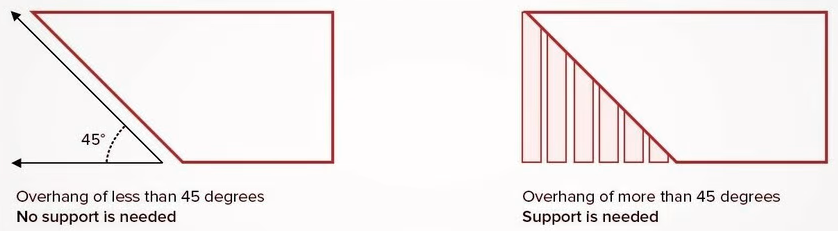 45°
Overhang of less than 45 degrees
No support is needed
Overhang of more than 45 degrees
Support is needed